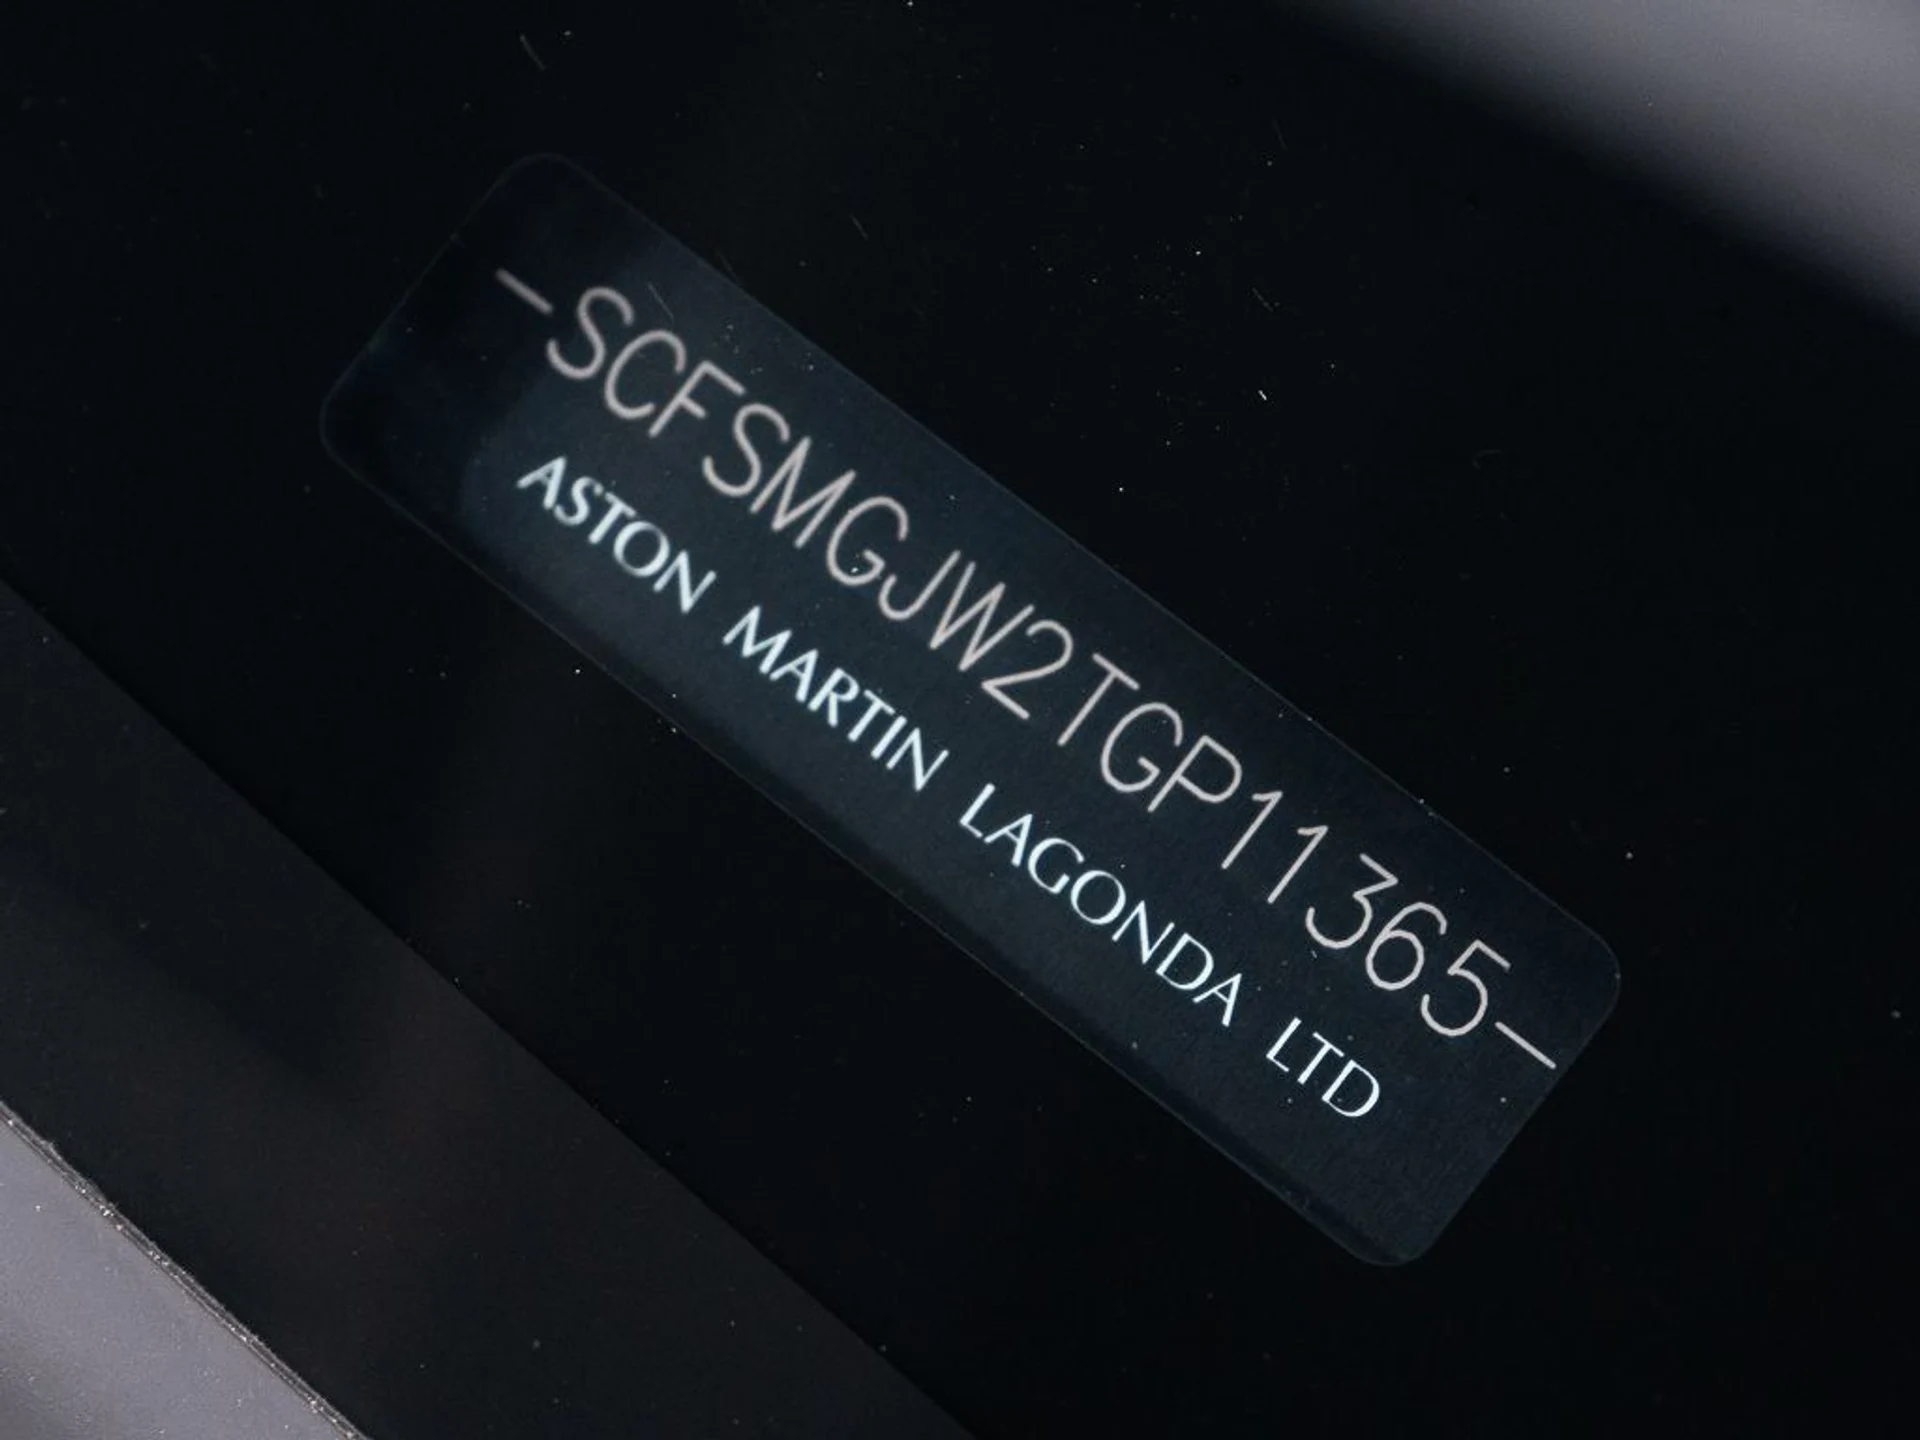 -SCFSMGJW2TGP11365-
ASTON MARTIN LAGONDA LTD